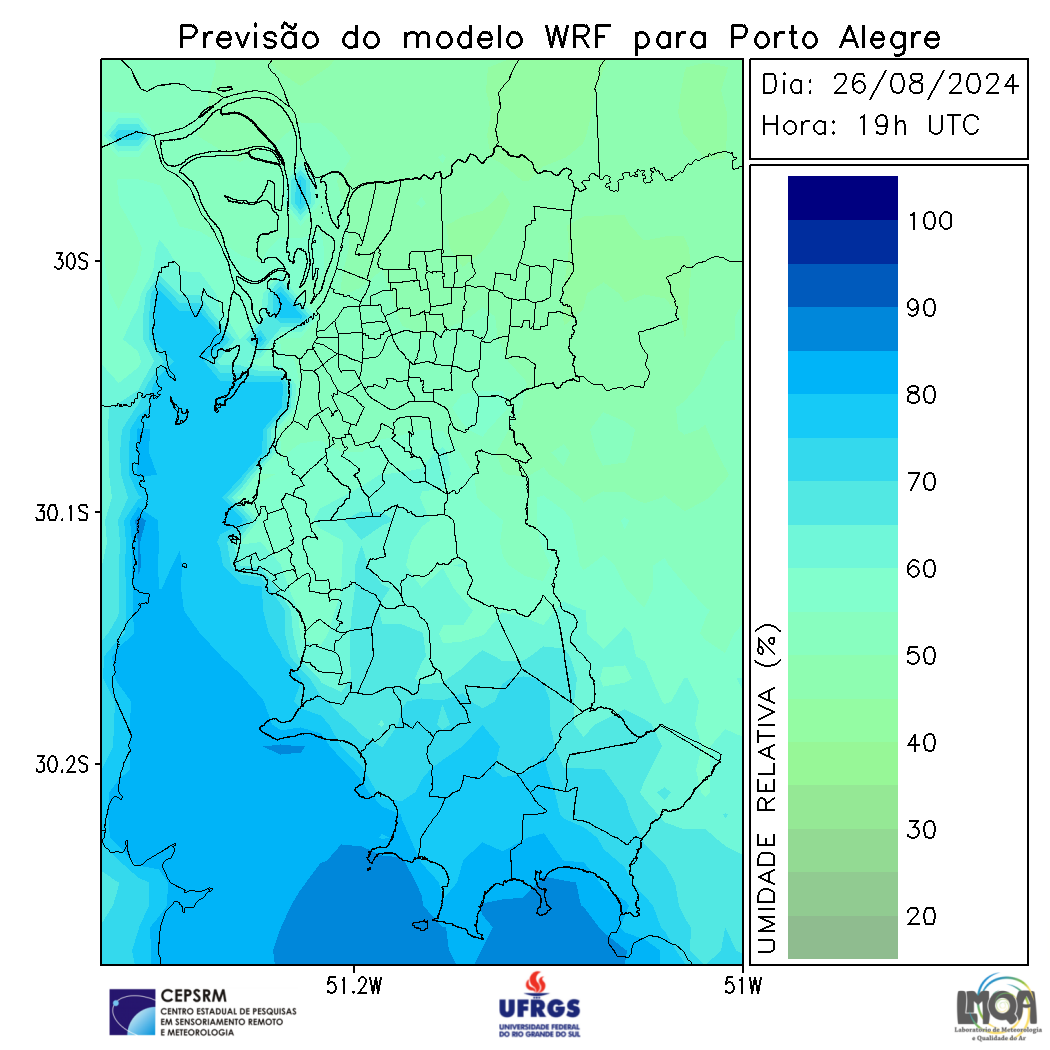 Previsão do modelo WRF para Porto Alegre
Dia: 26/08/2024
Hora: 19h UTC
100
90
80
70
60
50
40
30
20
UMIDADE RELATIVA (%)
30S
30.1S
30.2S
51.2W
51W
CEPSRM
CENTRO ESTADUAL DE PESQUISAS
EM SENSORIAMENTO REMOTO
E METEOROLOGIA
UFRGS
UNIVERSIDADE FEDERAL
DO RIO GRANDE DO SUL
LMQA
Laboratório de Meteorologia
e Qualidade do Ar